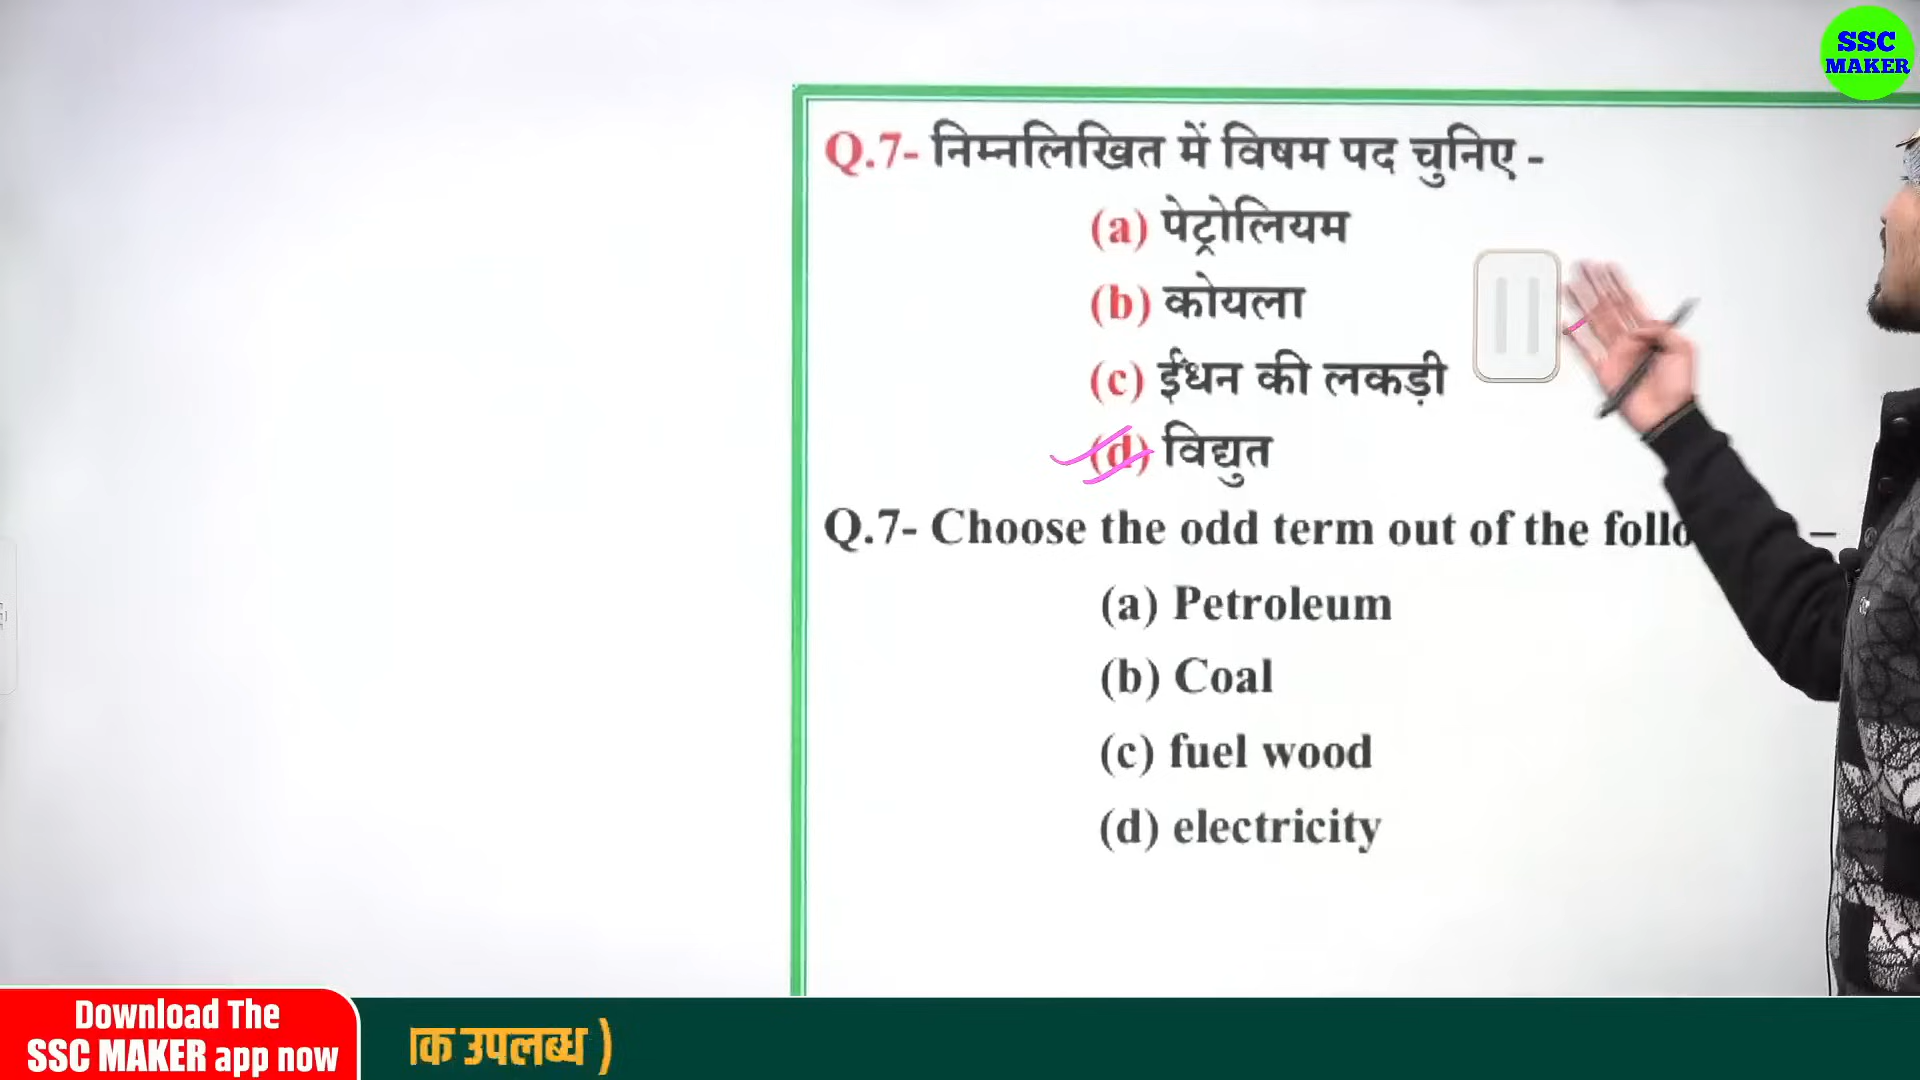 SSC
MAKER
Q.7- निम्नलिखित में विषम पद चुनिए -
(a) पेट्रोलियम
(b) कोयला
(c) ईंधन की लकड़ी
(d) विद्युत
Q.7- Choose the odd term out of the follo –
(a) Petroleum
(b) Coal
(c) fuel wood
(d) electricity
Download The
SSC MAKER app now
उपलब्ध )